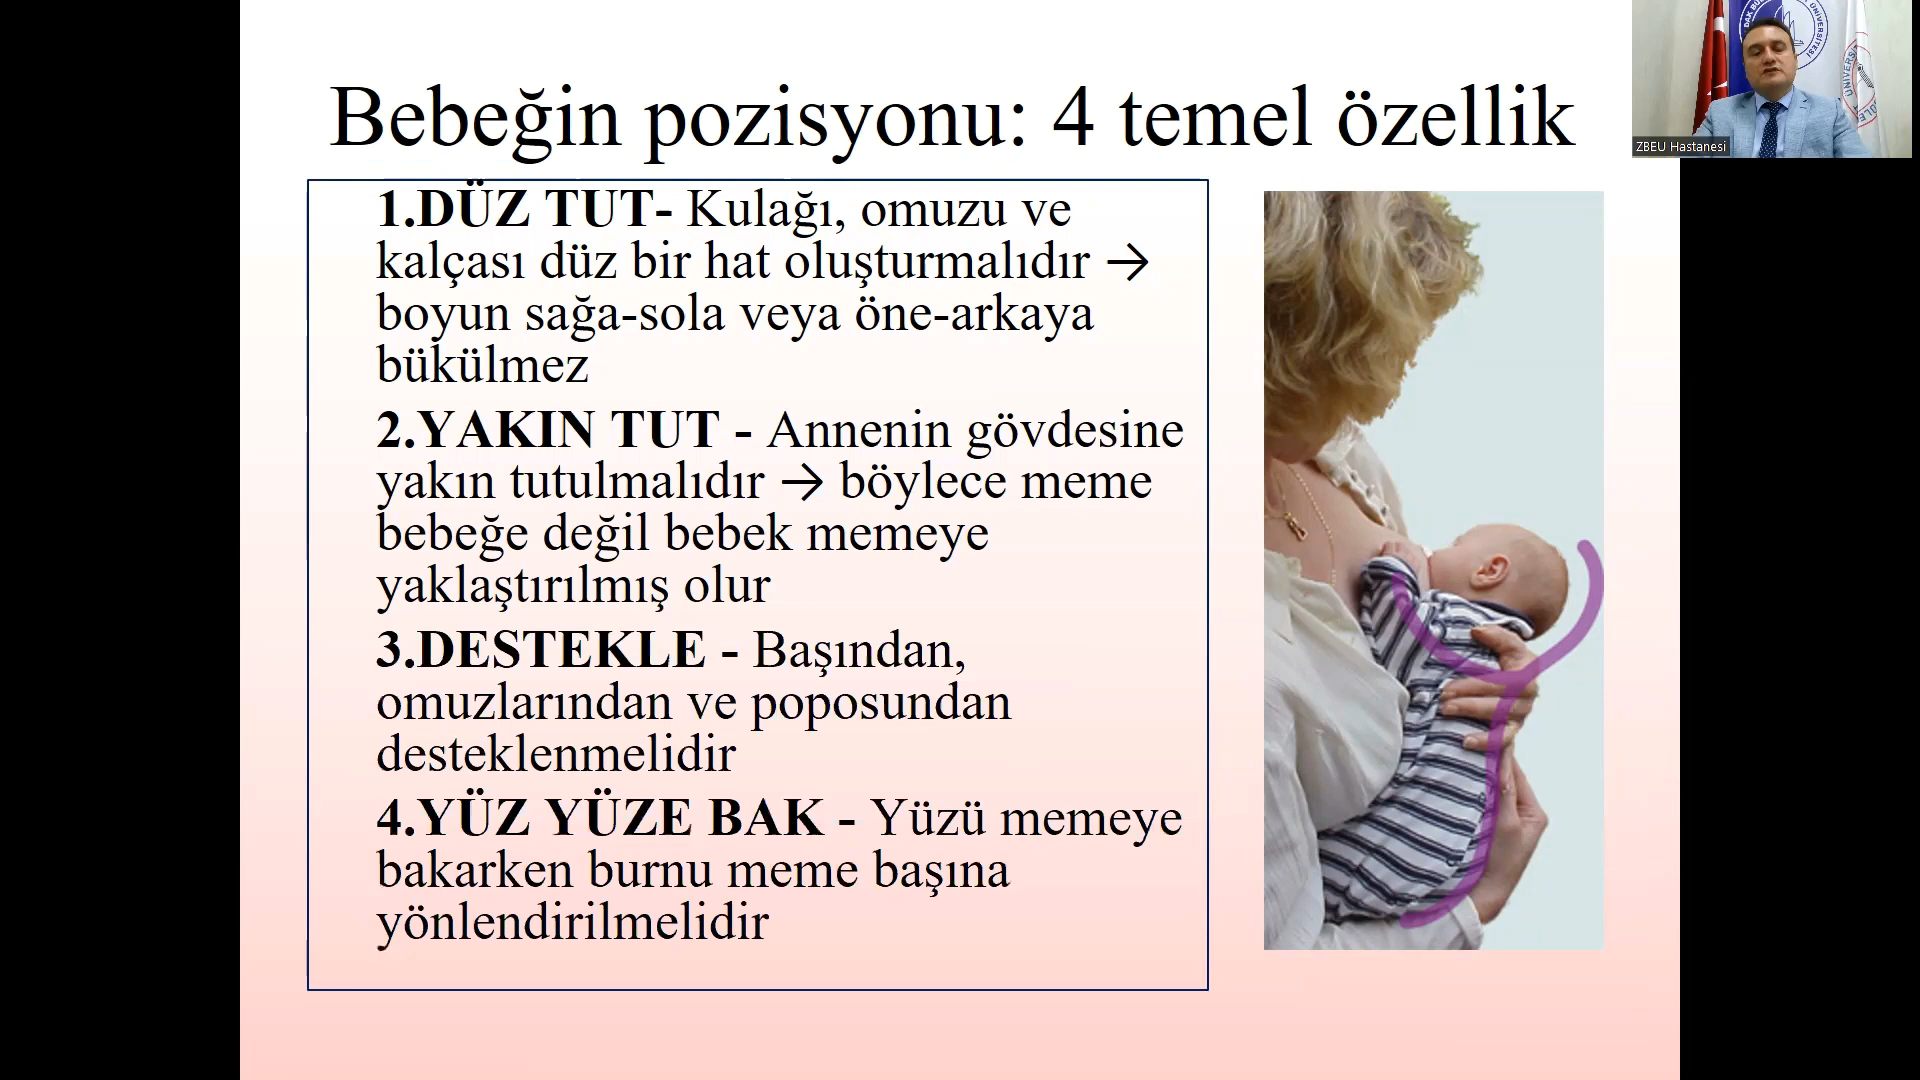 Bebeğin pozisyonu: 4 temel özellik
1.DÜZ TUT- Kulağı, omuzu ve
kalçası düz bir hat oluşturmalıdır →
boyun sağa-sola veya öne-arkaya
bükülmez
2.YAKIN TUT - Annenin gövdesine
yakın tutulmalıdır → böylece meme
bebeğe değil bebek memeye
yaklaştırılmış olur
3.DESTEKLE - Başından,
omuzlarından ve poposundan
desteklenmelidir
4.YÜZ YÜZE BAK - Yüzü memeye
bakarken burnu meme başına
yönlendirilmelidir
ZBEU Hastanesi